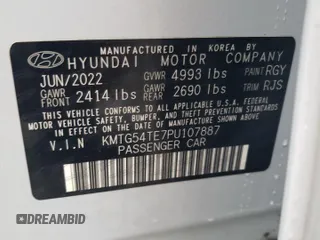 MANUFACTURED IN KOREA BY
HYUNDAI MOTOR COMPANY
JUN/2022 GVWR 4993 lbs PAINT RGY
GAWR FRONT 2414 lbs GAWR REAR 2690 lbs TRIM RJS
THIS VEHICLE CONFORMS TO ALL APPLICABLE FEDERAL
MOTOR VEHICLE SAFETY, BUMPER, AND THEFT PREVENTION
STANDARDS IN EFFECT ON THE DATE OF MANUFACTURE
SHOWN ABOVE.
V.I.N KMTG54TE7PU107887
PASSENGER CAR
© DEALERBIDCARS